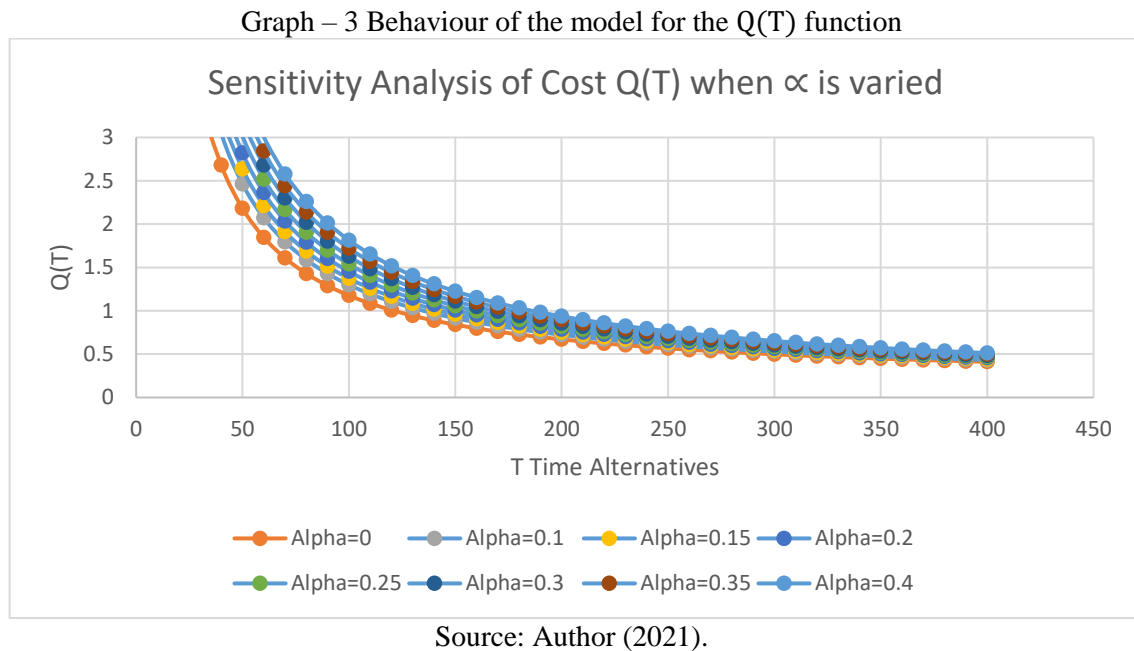 Graph – 3 Behaviour of the model for the Q(T) function
Sensitivity Analysis of Cost Q(T) when ∝ is varied
Q(T)
3
2.5
2
1.5
1
0.5
0
0 50 100 150 200 250 300 350 400 450
T Time Alternatives
Alpha=0 Alpha=0.1 Alpha=0.15 Alpha=0.2
Alpha=0.25 Alpha=0.3 Alpha=0.35 Alpha=0.4
Source: Author (2021).